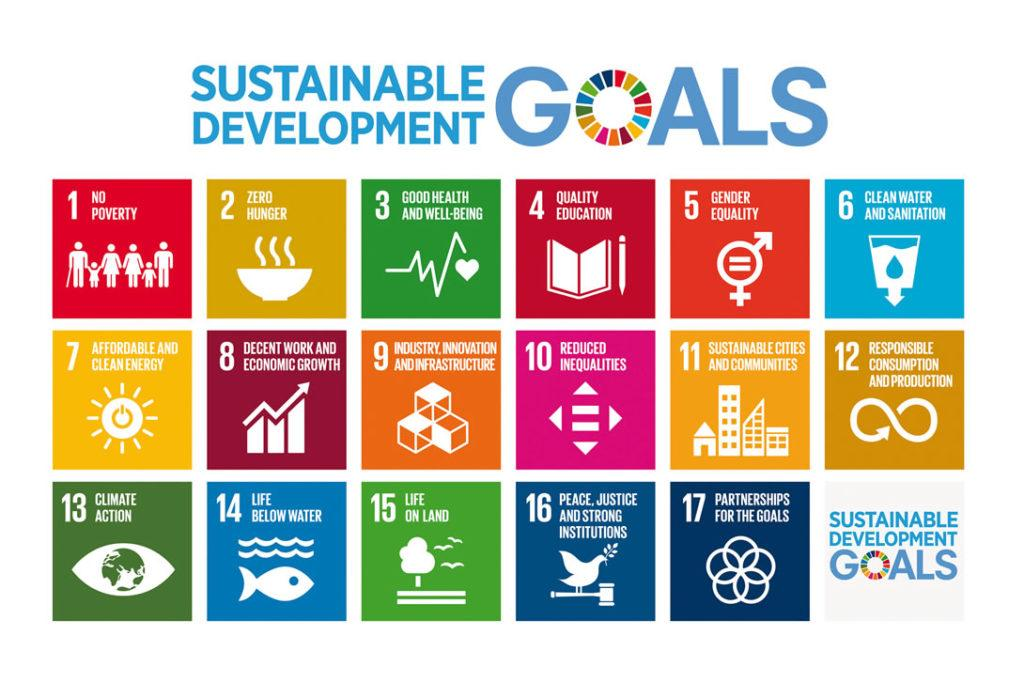 SUSTAINABLE
DEVELOPMENT
GOALS
1 NO
POVERTY
2 ZERO
HUNGER
3 GOOD HEALTH
AND WELL-BEING
4 QUALITY
EDUCATION
5 GENDER
EQUALITY
6 CLEAN WATER
AND SANITATION
7 AFFORDABLE AND
CLEAN ENERGY
8 DECENT WORK AND
ECONOMIC GROWTH
9 INDUSTRY, INNOVATION
AND INFRASTRUCTURE
10 REDUCED
INEQUALITIES
11 SUSTAINABLE CITIES
AND COMMUNITIES
12 RESPONSIBLE
CONSUMPTION
AND PRODUCTION
13 CLIMATE
ACTION
14 LIFE
BELOW WATER
15 LIFE
ON LAND
16 PEACE, JUSTICE
AND STRONG
INSTITUTIONS
17 PARTNERSHIPS
FOR THE GOALS
SUSTAINABLE
DEVELOPMENT
GOALS